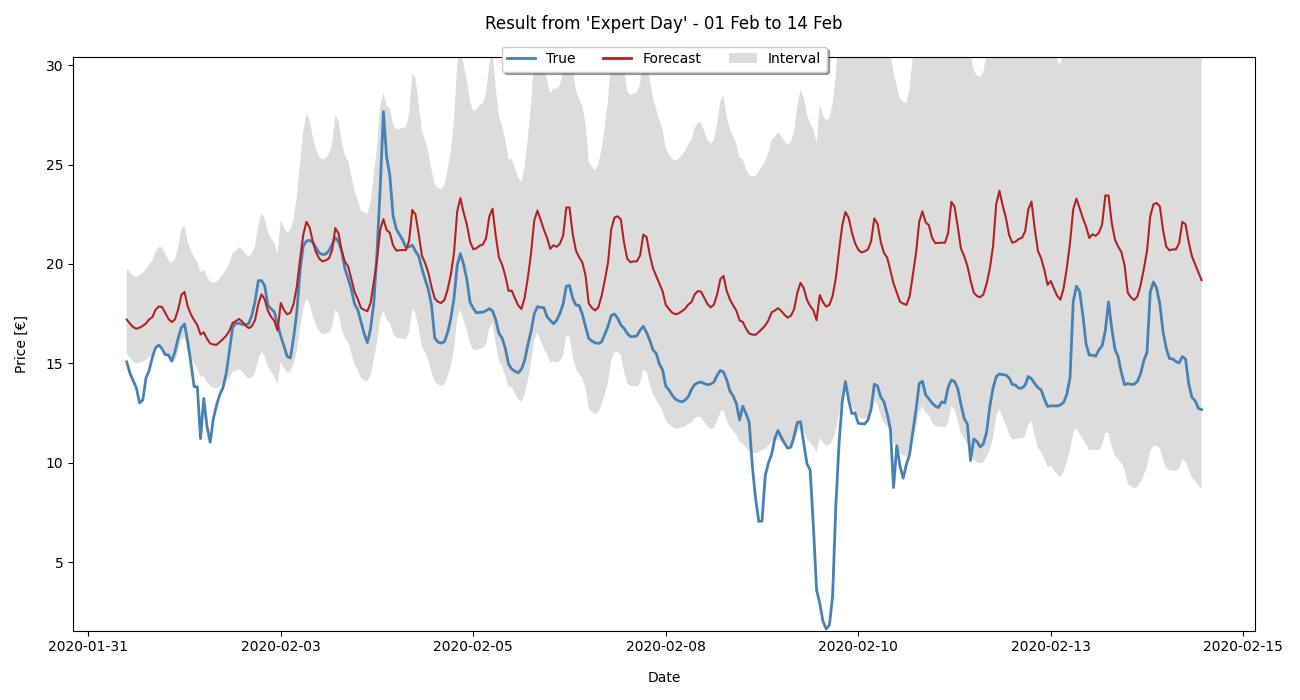 Result from 'Expert Day' - 01 Feb to 14 Feb
True Forecast Interval
30
25
20
15
10
5
Price [€]
2020-01-31 2020-02-03 2020-02-05 2020-02-08 2020-02-10 2020-02-13 2020-02-15
Date